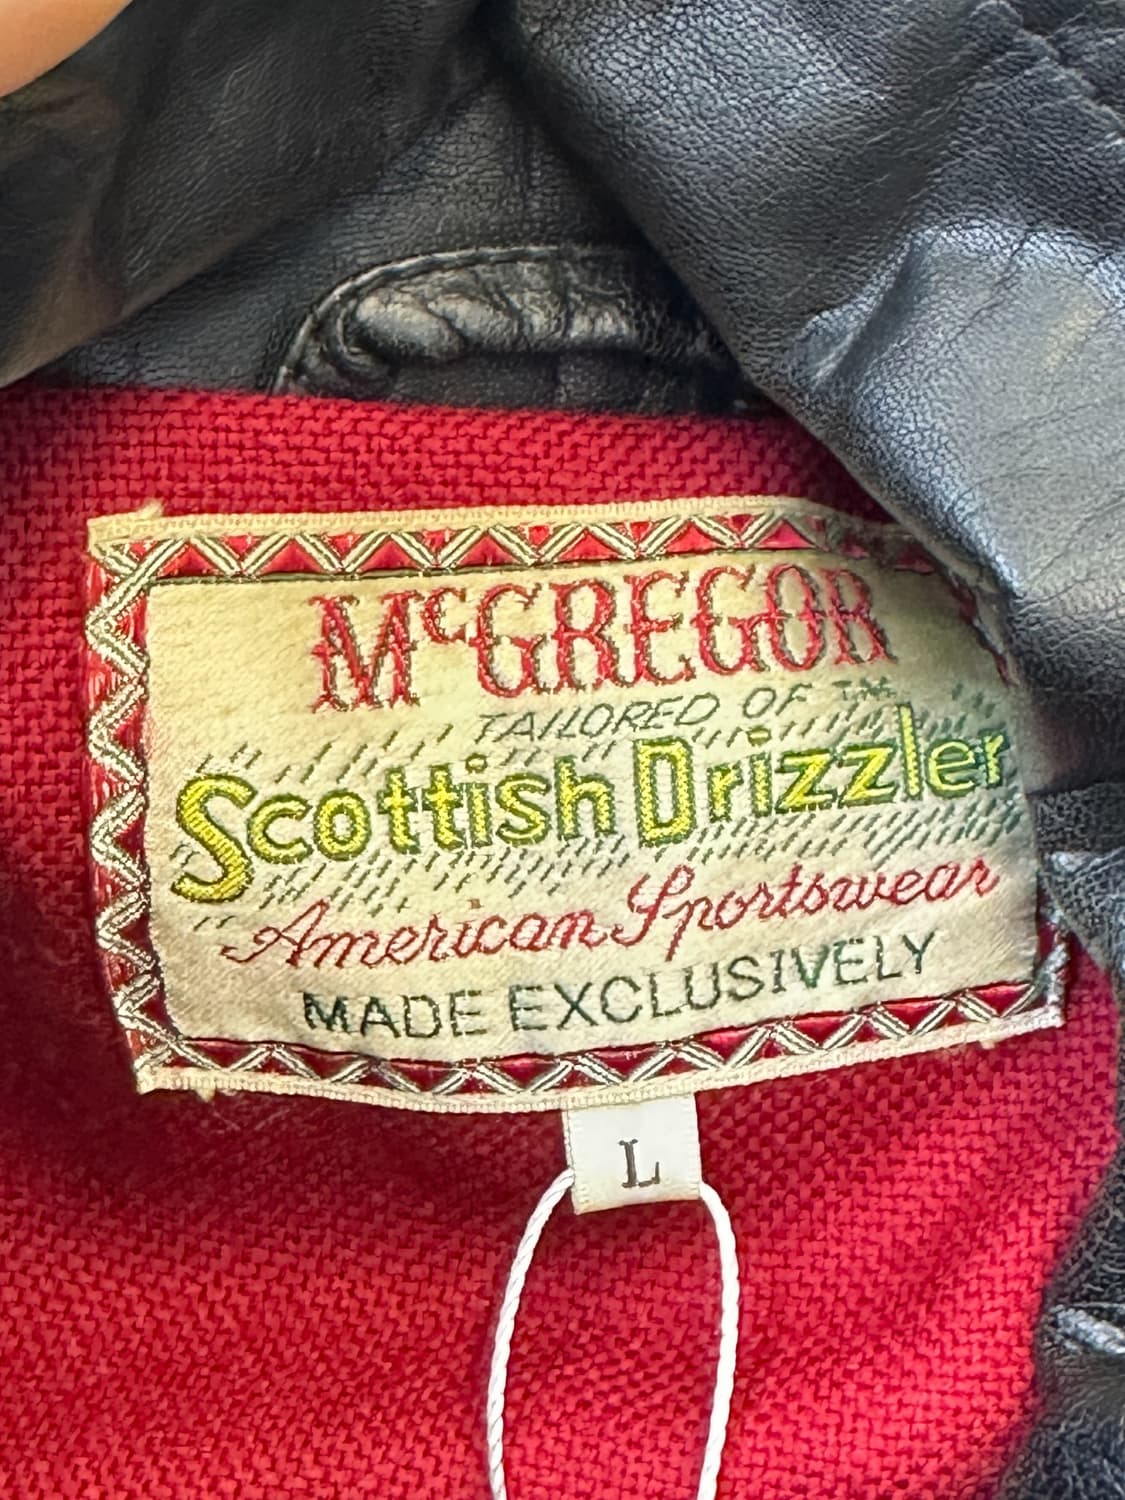 McGREGOR
TAILORED OF TM
Scottish Drizzler
American Sportswear
MADE EXCLUSIVELY
L